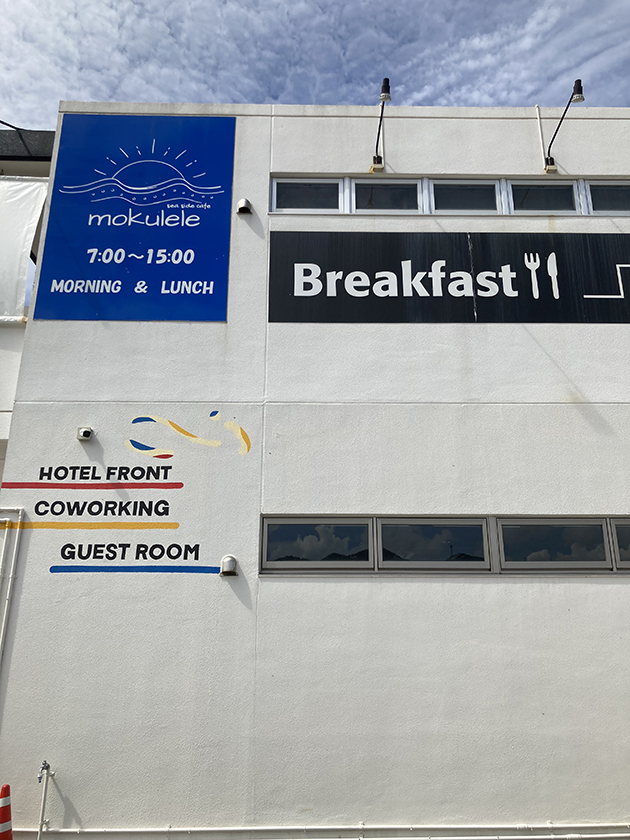 sea side cafe
mokulele
7:00~15:00
MORNING & LUNCH
Breakfast
HOTEL FRONT
COWORKING
GUEST ROOM